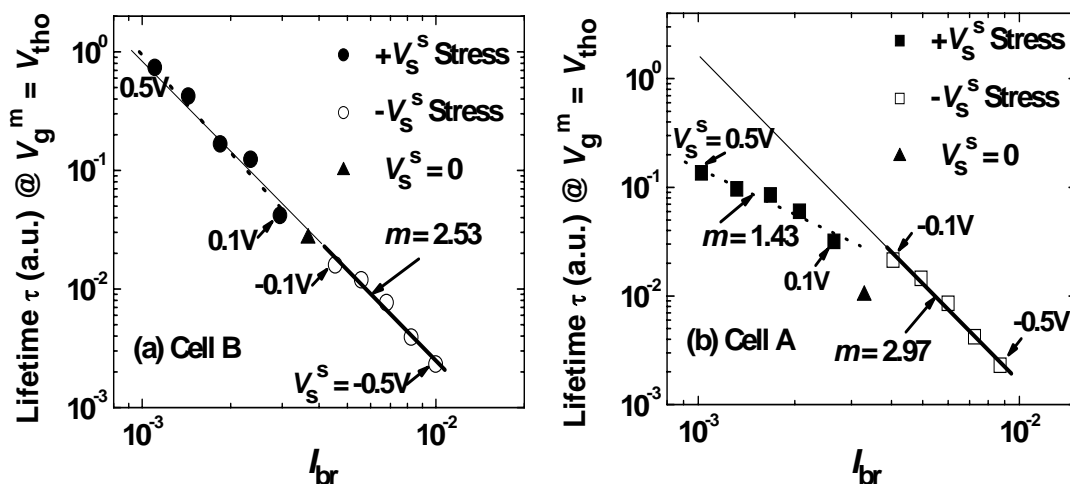 Lifetime τ (a.u.) @ V_g^m = V_tho
10^0
10^-1
10^-2
10^-3
10^-3
10^-2
I_br
+V_s^s Stress
-V_s^s Stress
V_s^s = 0
0.5V
0.1V
m = 2.53
-0.1V
(a) Cell B
V_s^s = -0.5V
Lifetime τ (a.u.) @ V_g^m = V_tho
10^0
10^-1
10^-2
10^-3
10^-3
10^-2
I_br
+V_s^s Stress
-V_s^s Stress
V_s^s = 0
V_s^s = 0.5V
m = 1.43
-0.1V
0.1V
-0.5V
(b) Cell A
m = 2.97